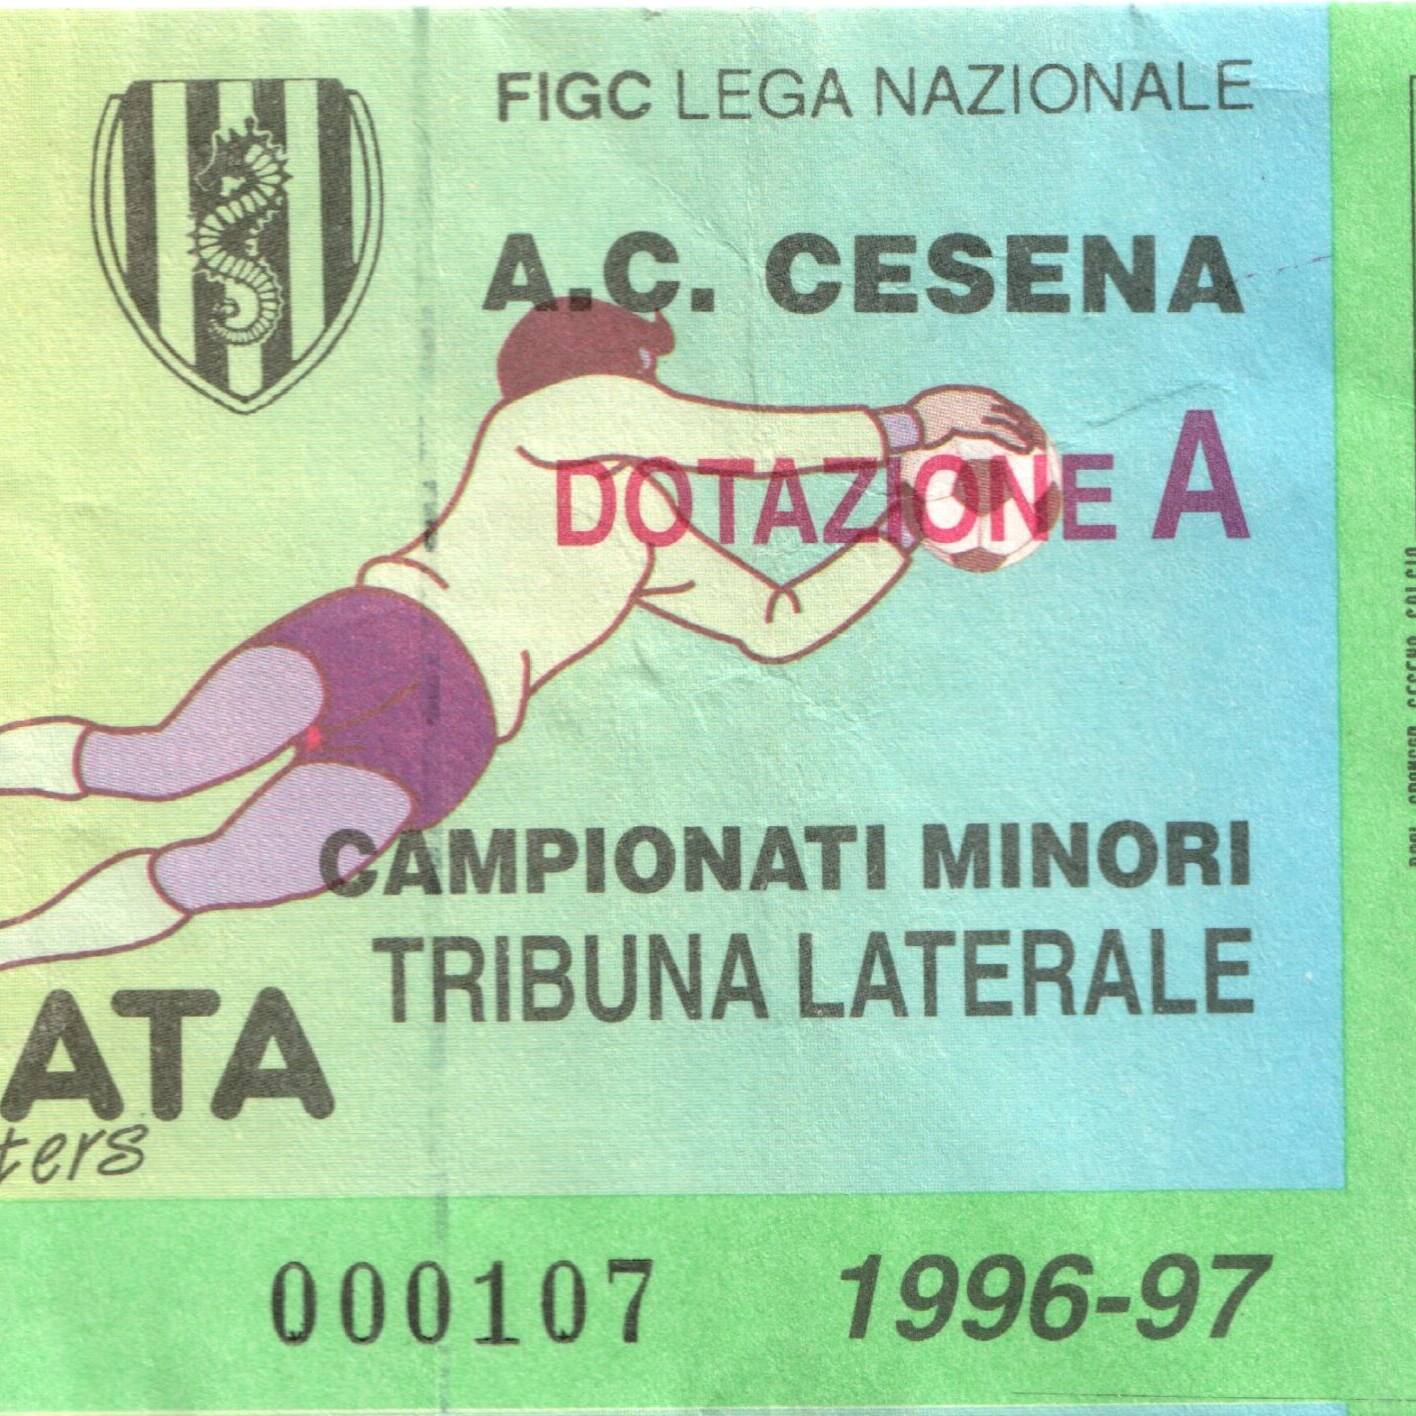 FIGC LEGA NAZIONALE
A.C. CESENA
DOTAZIONE A
CAMPIONATI MINORI
TRIBUNA LATERALE
ATA
ters
000107
1996-97